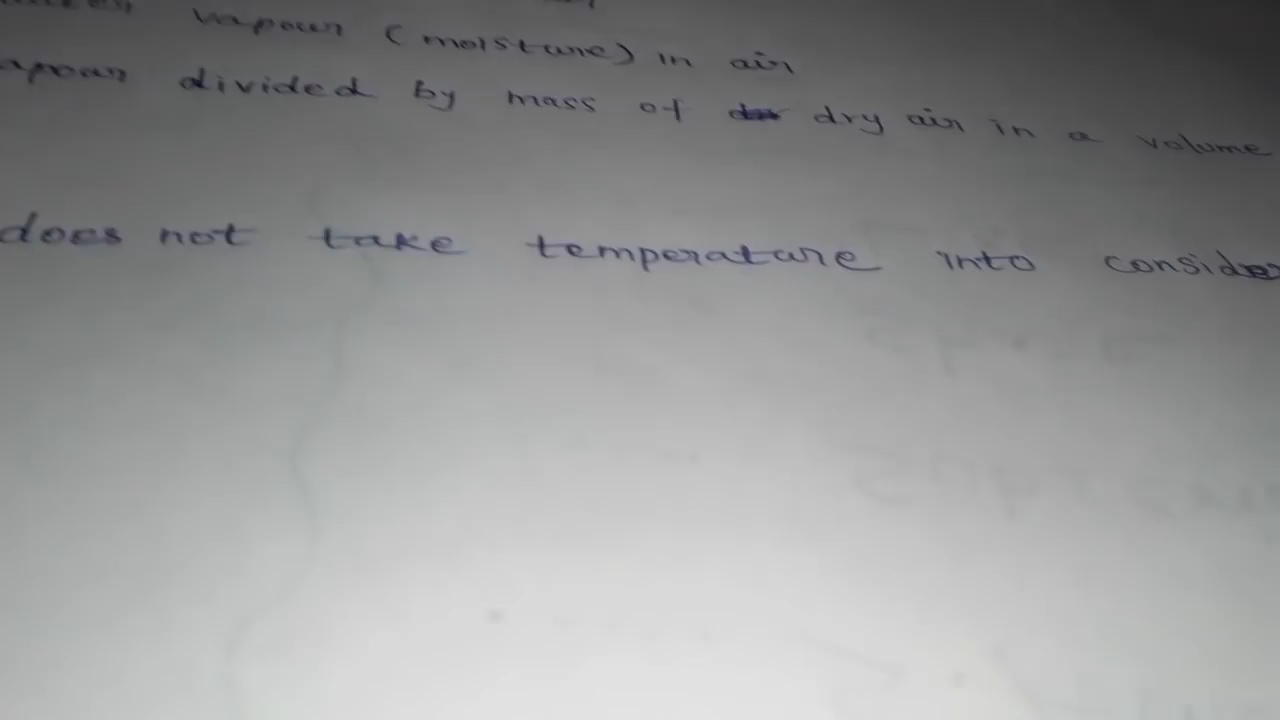 vapour (moisture) in air
divided by mass of dry air in a volume
does not take temperature into